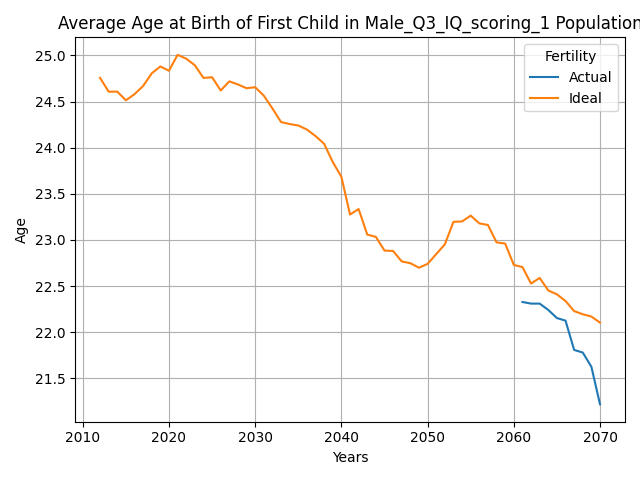 Average Age at Birth of First Child in Male_Q3_IQ_scoring_1 Population
25.0
24.5
24.0
23.5
23.0
22.5
22.0
21.5
Age
Fertility
Actual
Ideal
2010 2020 2030 2040 2050 2060 2070
Years